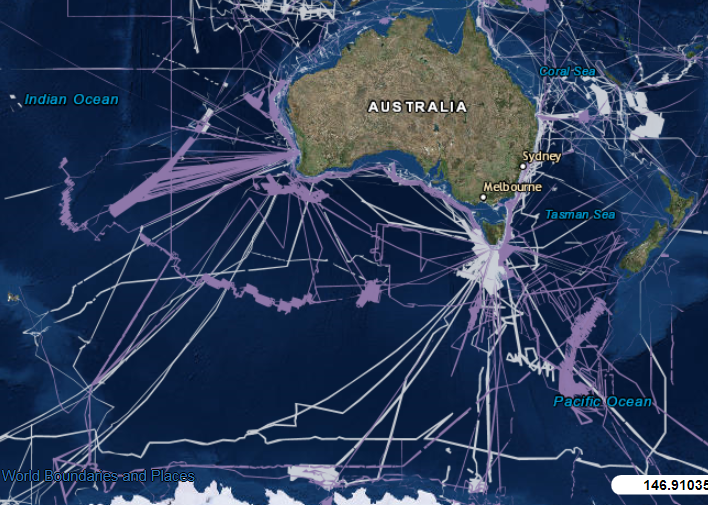 Coral Sea
Indian Ocean
AUSTRALIA
Sydney
Melbourne
Tasman Sea
Pacific Ocean
World Boundaries and Places
146.91035